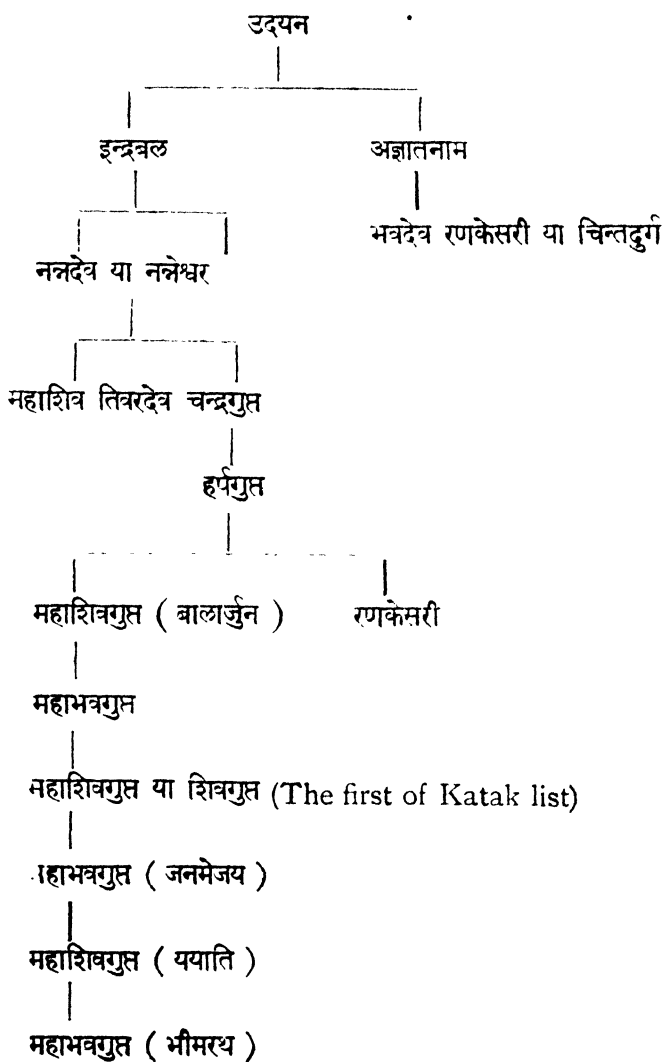 उदयन
इन्द्रबल अज्ञातनाम
भवदेव रणकेसरी या चिन्तदुर्ग
नन्नदेव या नन्नेश्वर
महाशिव तिवरदेव चन्द्रगुप्त
हर्षगुप्त
महाशिवगुप्त ( बालार्जुन ) रणकेसरी
महाभवगुप्त
महाशिवगुप्त या शिवगुप्त (The first of Katak list)
महाभवगुप्त ( जनमेजय )
महाशिवगुप्त ( ययाति )
महाभवगुप्त ( भीमरथ )